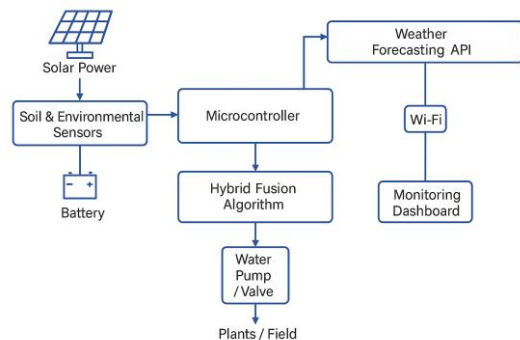 Solar Power
Soil & Environmental
Sensors
Battery
Microcontroller
Hybrid Fusion
Algorithm
Water
Pump
/ Valve
Plants / Field
Weather
Forecasting API
Wi-Fi
Monitoring
Dashboard